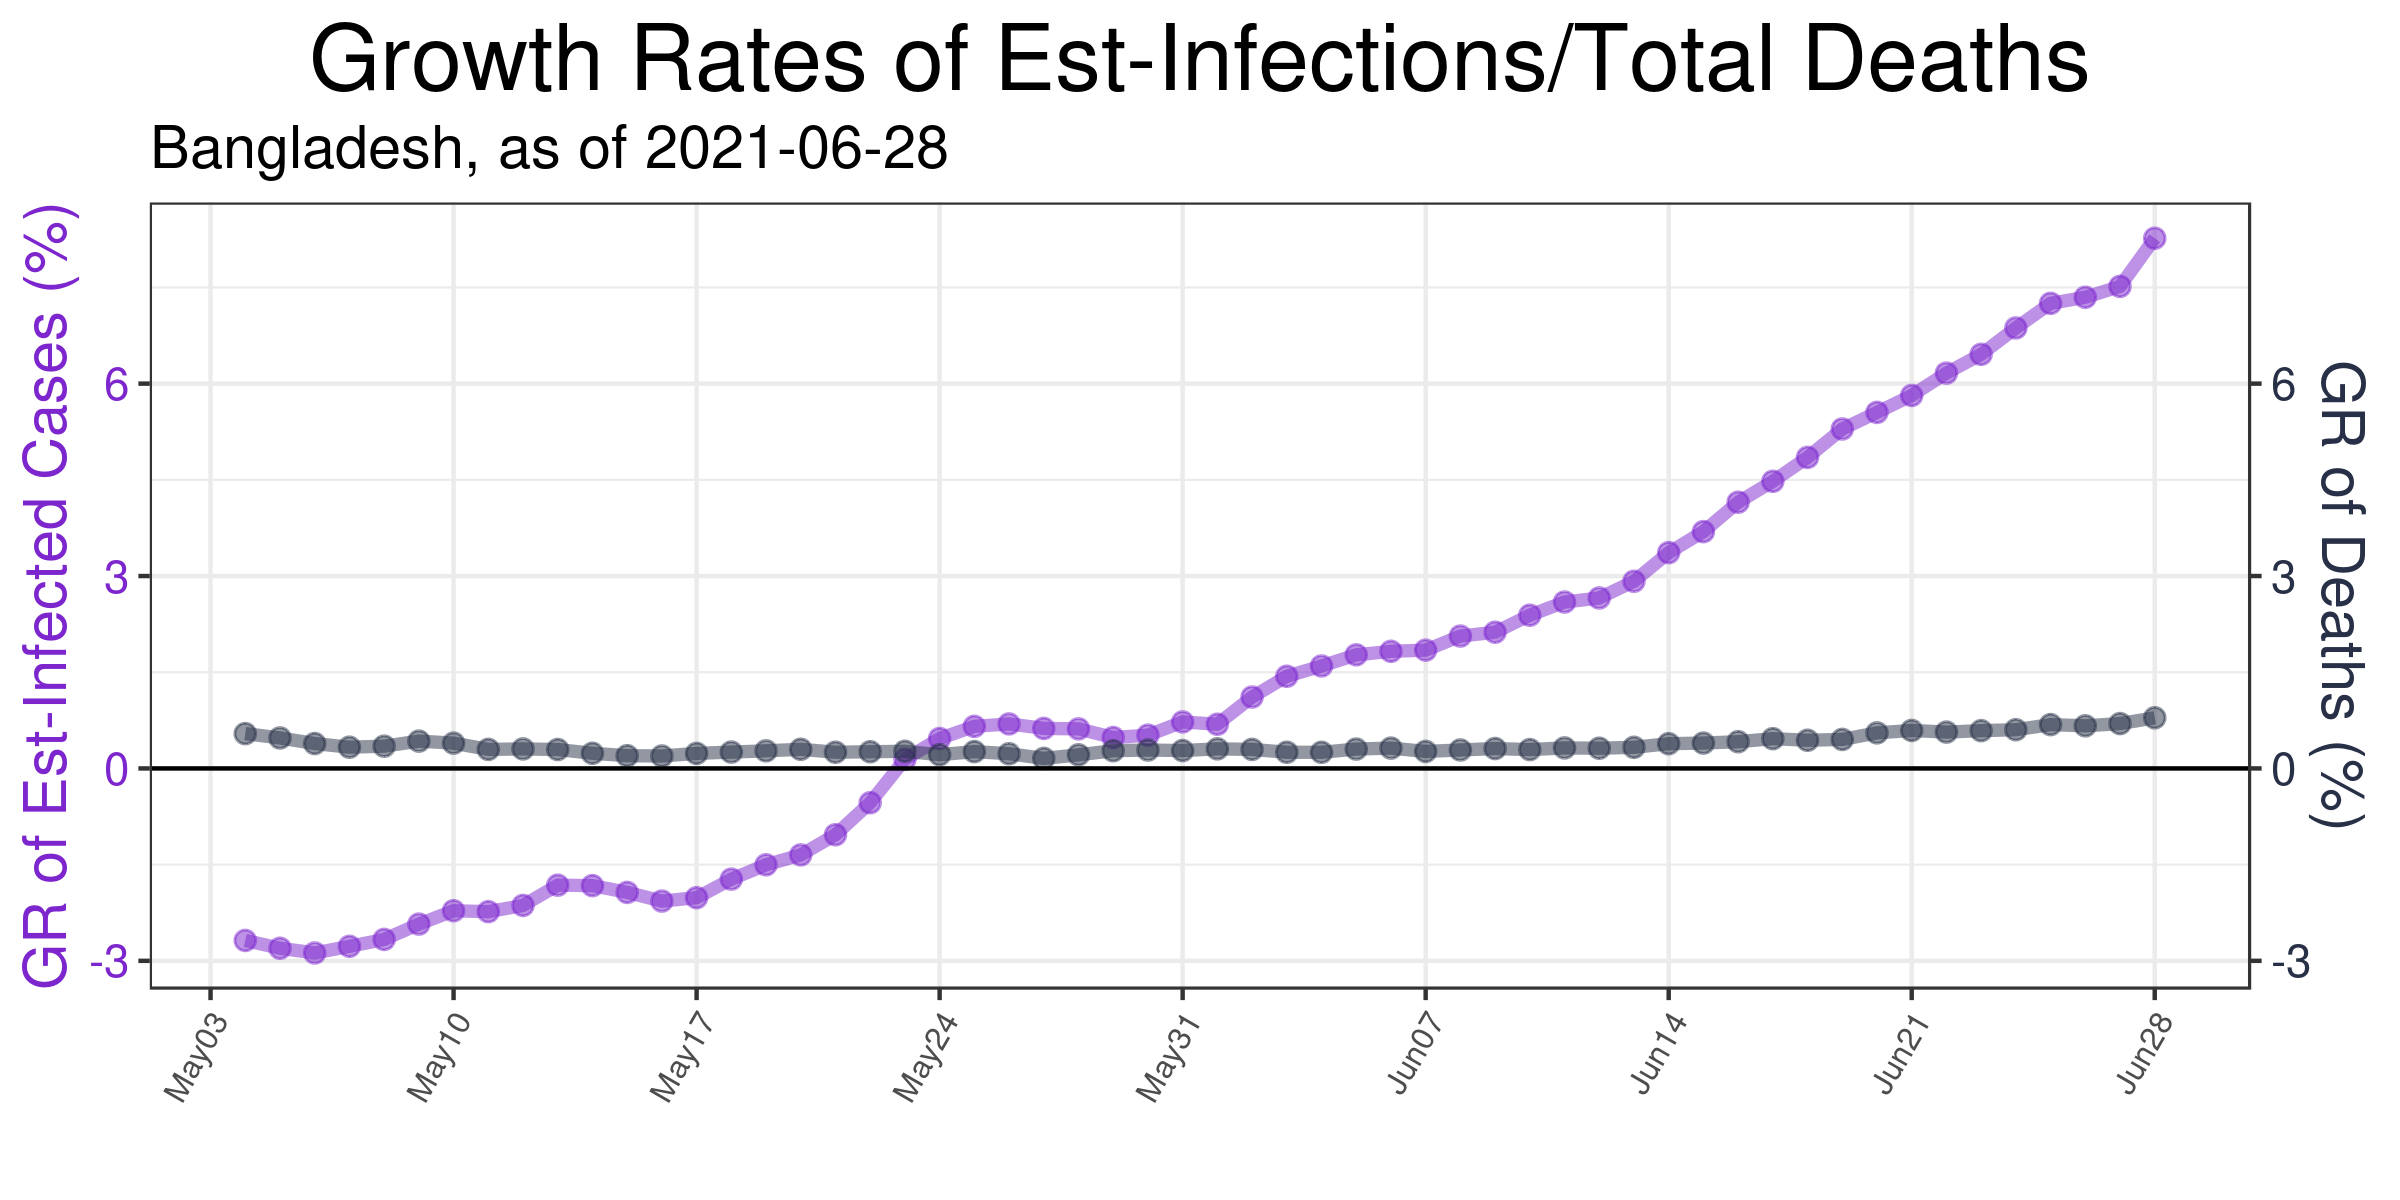 Growth Rates of Est-Infections/Total Deaths
Bangladesh, as of 2021-06-28
GR of Est-Infected Cases (%)
6
3
0
-3
6
3
0
-3
GR of Deaths (%)
May03
May10
May17
May24
May31
Jun07
Jun14
Jun21
Jun28